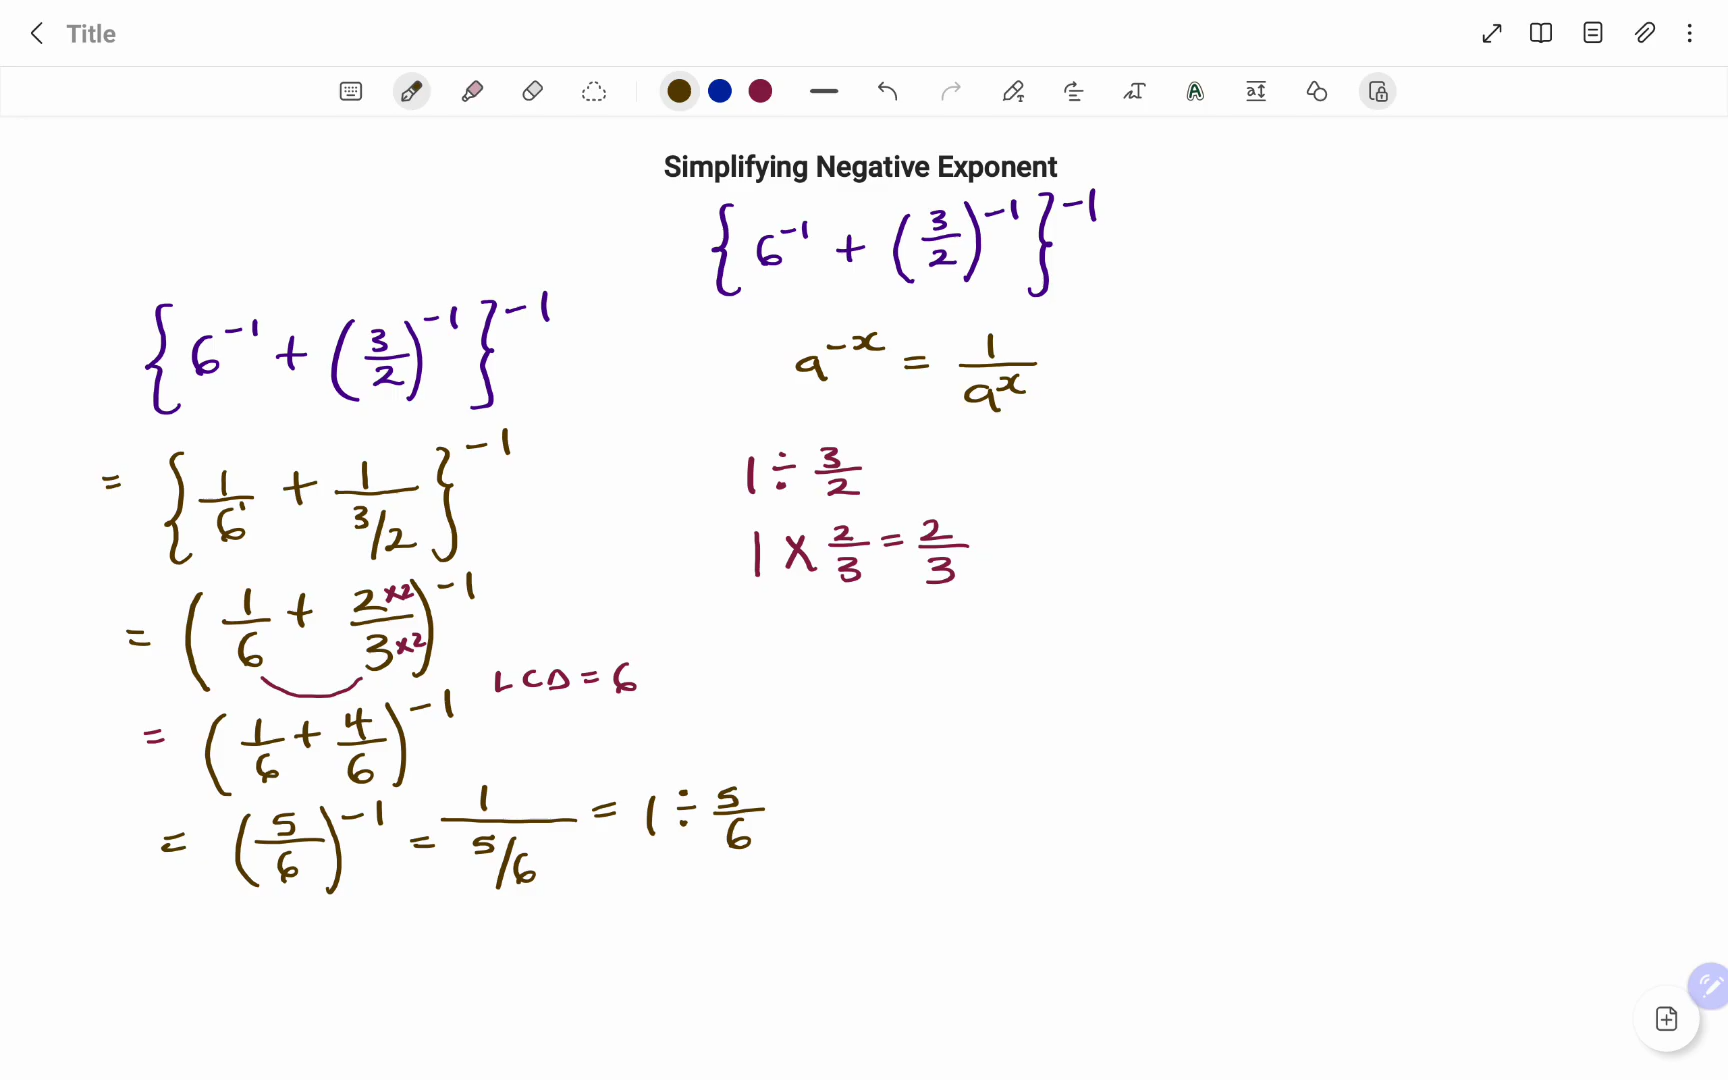 Title
Simplifying Negative Exponent
{6⁻¹ + (3/2)⁻¹}⁻¹
{6⁻¹ + (3/2)⁻¹}⁻¹
a⁻ˣ = 1/aˣ
= {1/6¹ + 1/(3/2)}⁻¹
1 ÷ 3/2
1 × 2/3 = 2/3
= (1/6 + 2×2/3×2)⁻¹
LCD = 6
= (1/6 + 4/6)⁻¹
= (5/6)⁻¹ = 1/(5/6) = 1 ÷ 5/6